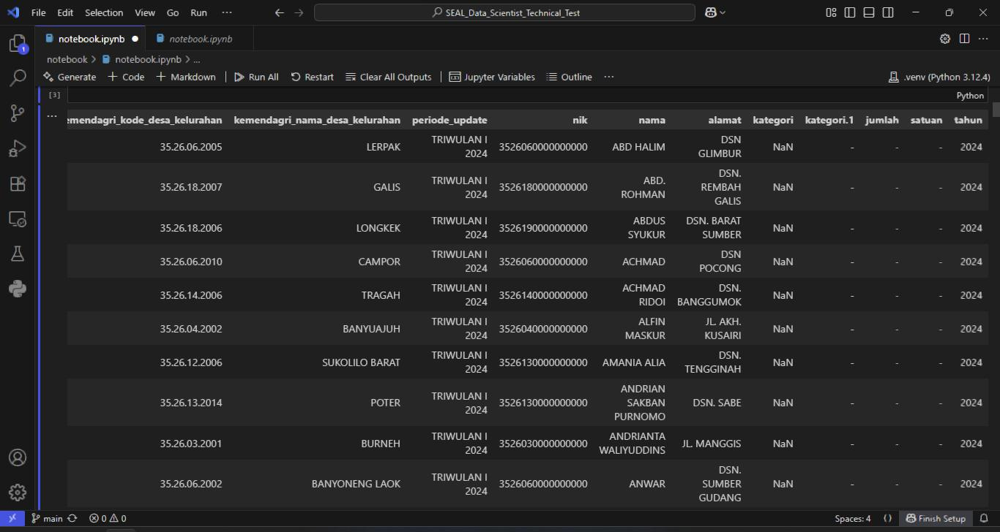 File Edit Selection View Go Run ··· SEAL_Data_Scientist_Technical_Test
notebook.ipynb notebook.ipynb
notebook > notebook.ipynb > ...
Generate + Code + Markdown Run All Restart Clear All Outputs Jupyter Variables Outline ··· .venv (Python 3.12.4)
[3] Python
emendagri_kode_desa_kelurahan kemendagri_nama_desa_kelurahan periode_update nik nama alamat kategori kategori.1 jumlah satuan tahun
35.26.06.2005 LERPAK TRIWULAN I 2024 3526060000000000 ABD HALIM DSN GLIMBUR NaN - - - 2024
35.26.18.2007 GALIS TRIWULAN I 2024 3526180000000000 ABD. ROHMAN DSN. REMBAH GALIS NaN - - - 2024
35.26.18.2006 LONGKEK TRIWULAN I 2024 3526190000000000 ABDUS SYUKUR DSN. BARAT SUMBER NaN - - - 2024
35.26.06.2010 CAMPOR TRIWULAN I 2024 3526060000000000 ACHMAD DSN POCONG NaN - - - 2024
35.26.14.2006 TRAGAH TRIWULAN I 2024 3526140000000000 ACHMAD RIDOI DSN. BANGGUMOK NaN - - - 2024
35.26.04.2002 BANYUAJUH TRIWULAN I 2024 3526040000000000 ALFIN MASKUR JL. AKH. KUSAIRI NaN - - - 2024
35.26.12.2006 SUKOLILO BARAT TRIWULAN I 2024 3526130000000000 AMANIA ALIA DSN. TENGGINAH NaN - - - 2024
35.26.13.2014 POTER TRIWULAN I 2024 3526130000000000 ANDRIAN SAKBAN PURNOMO DSN. SABE NaN - - - 2024
35.26.03.2001 BURNEH TRIWULAN I 2024 3526030000000000 ANDRIANTA WALIYUDDINS JL. MANGGIS NaN - - - 2024
35.26.06.2002 BANYONENG LAOK TRIWULAN I 2024 3526060000000000 ANWAR DSN. SUMBER GUDANG NaN - - - 2024
main 0 0 Spaces: 4 {} Finish Setup